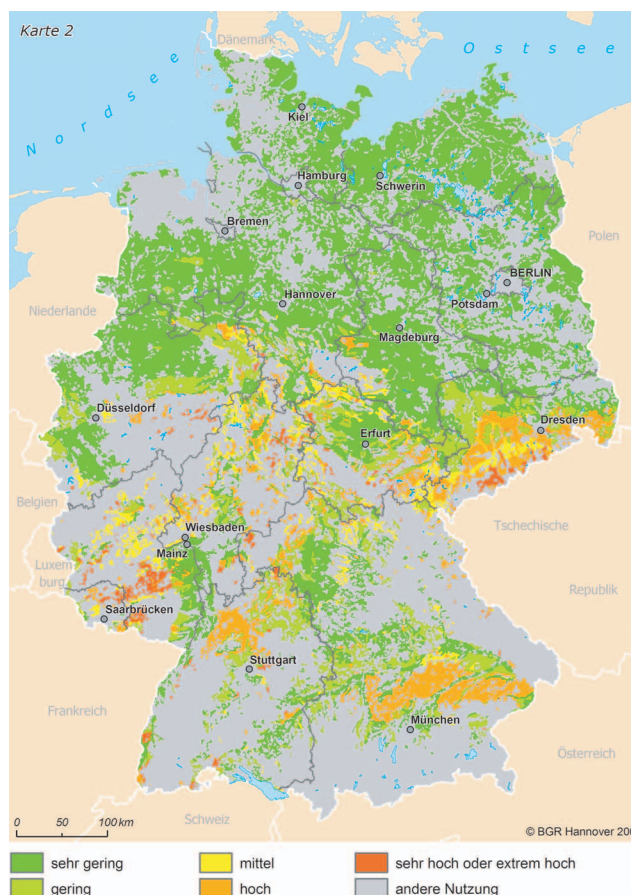 Karte 2
Dänemark
Nordsee
Ostsee
Kiel
Hamburg
Schwerin
Bremen
Polen
BERLIN
Potsdam
Hannover
Niederlande
Magdeburg
Düsseldorf
Dresden
Erfurt
Belgien
Tschechische
Republik
Wiesbaden
Mainz
Luxem
burg
Saarbrücken
Stuttgart
Frankreich
München
Österreich
Schweiz
0 50 100 km
© BGR Hannover 200
sehr gering
mittel
sehr hoch oder extrem hoch
gering
hoch
andere Nutzung